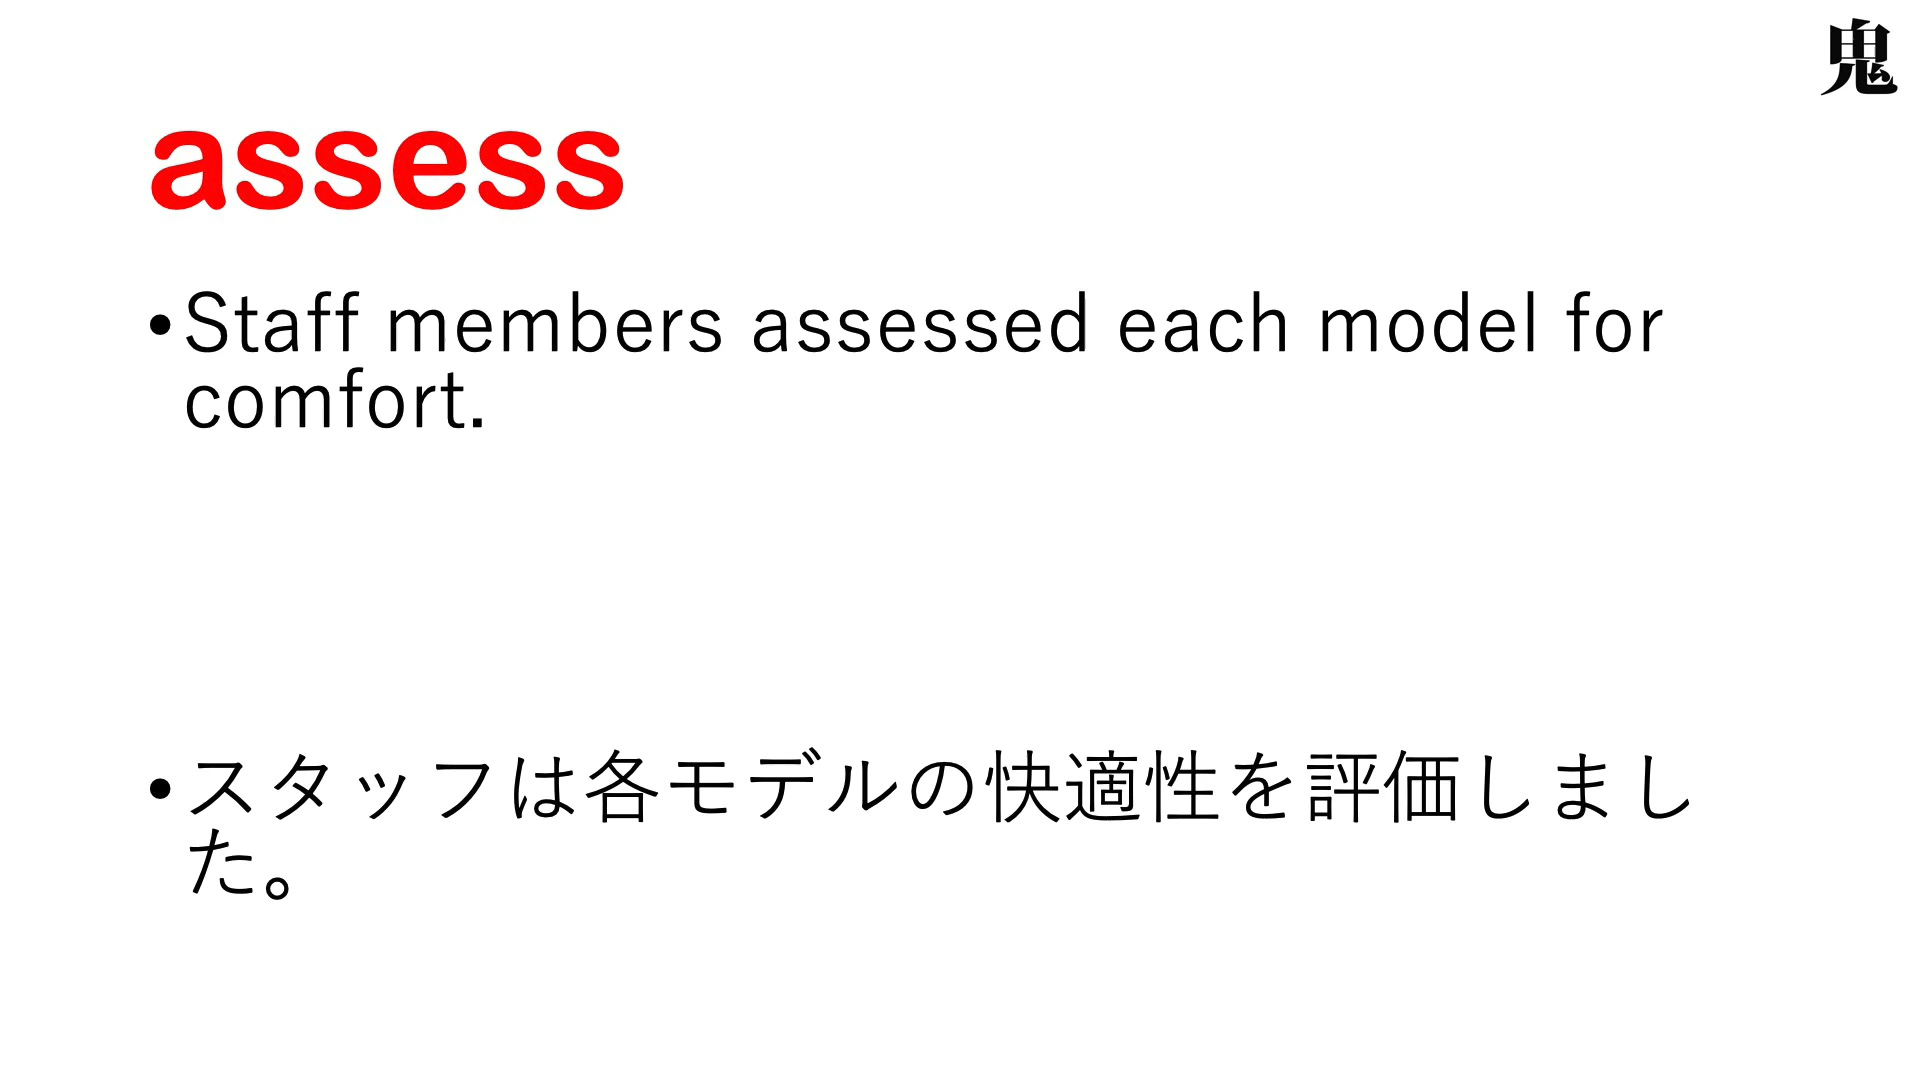 鬼
assess
•Staff members assessed each model for
comfort.
•スタッフは各モデルの快適性を評価しまし
た。